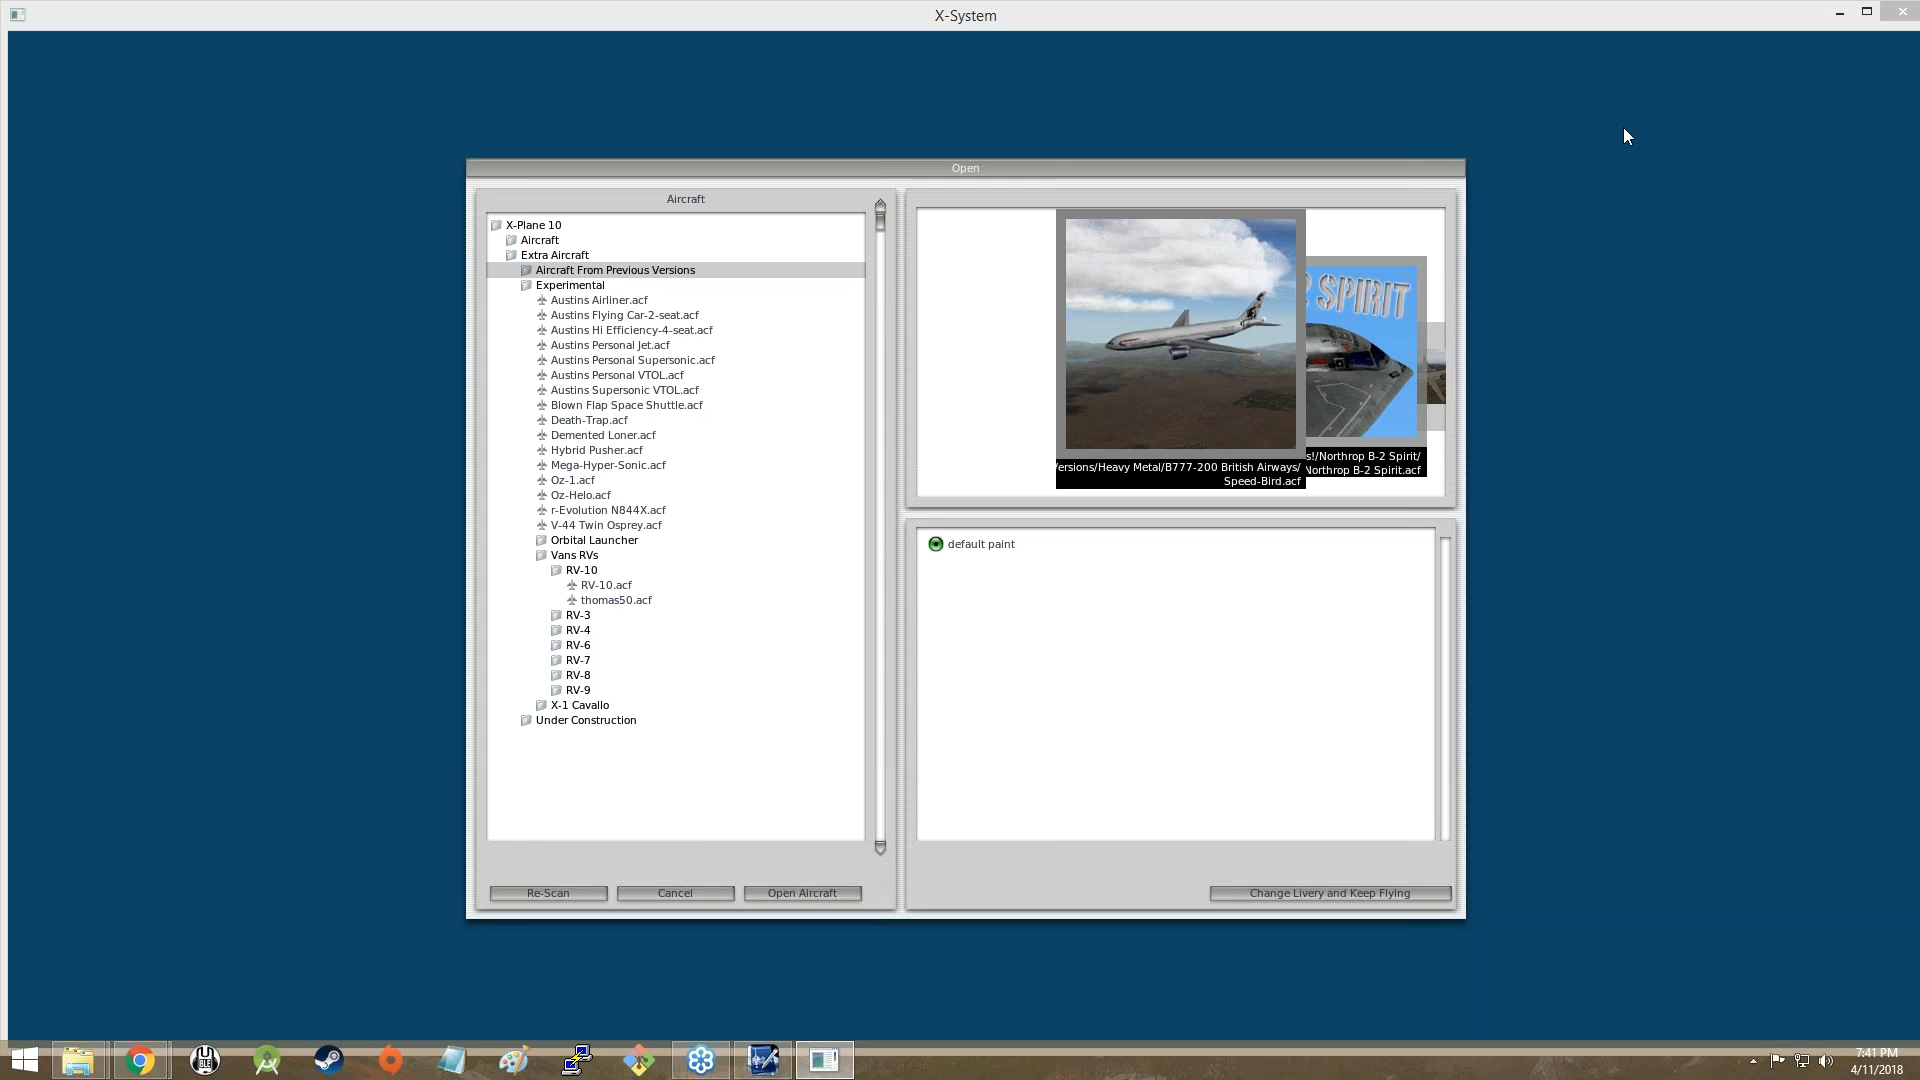 X-System
Open
Aircraft
X-Plane 10
Aircraft
Extra Aircraft
Aircraft From Previous Versions
Experimental
Austins Airliner.acf
Austins Flying Car-2-seat.acf
Austins Hi Efficiency-4-seat.acf
Austins Personal Jet.acf
Austins Personal Supersonic.acf
Austins Personal VTOL.acf
Austins Supersonic VTOL.acf
Blown Flap Space Shuttle.acf
Death-Trap.acf
Demented Loner.acf
Hybrid Pusher.acf
Mega-Hyper-Sonic.acf
Oz-1.acf
Oz-Helo.acf
r-Evolution N844X.acf
V-44 Twin Osprey.acf
Orbital Launcher
Vans RVs
RV-10
RV-10.acf
thomas50.acf
RV-3
RV-4
RV-6
RV-7
RV-8
RV-9
X-1 Cavallo
Under Construction
Re-Scan
Cancel
Open Aircraft
SPIRIT
ersions/Heavy Metal/B777-200 British Airways/
Speed-Bird.acf
s!/Northrop B-2 Spirit/
Northrop B-2 Spirit.acf
default paint
Change Livery and Keep Flying
7:41 PM
4/11/2018